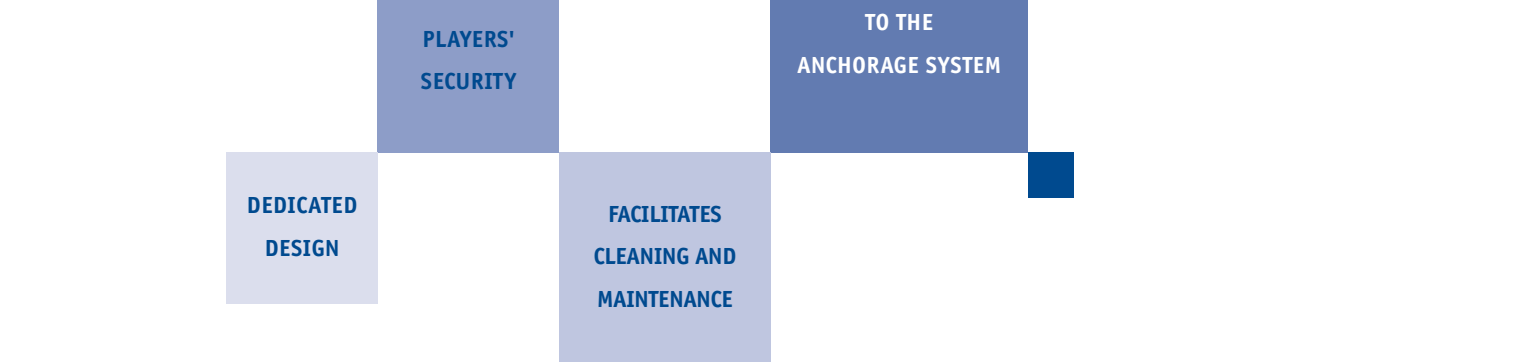 PLAYERS'
SECURITY
TO THE
ANCHORAGE SYSTEM
DEDICATED
DESIGN
FACILITATES
CLEANING AND
MAINTENANCE